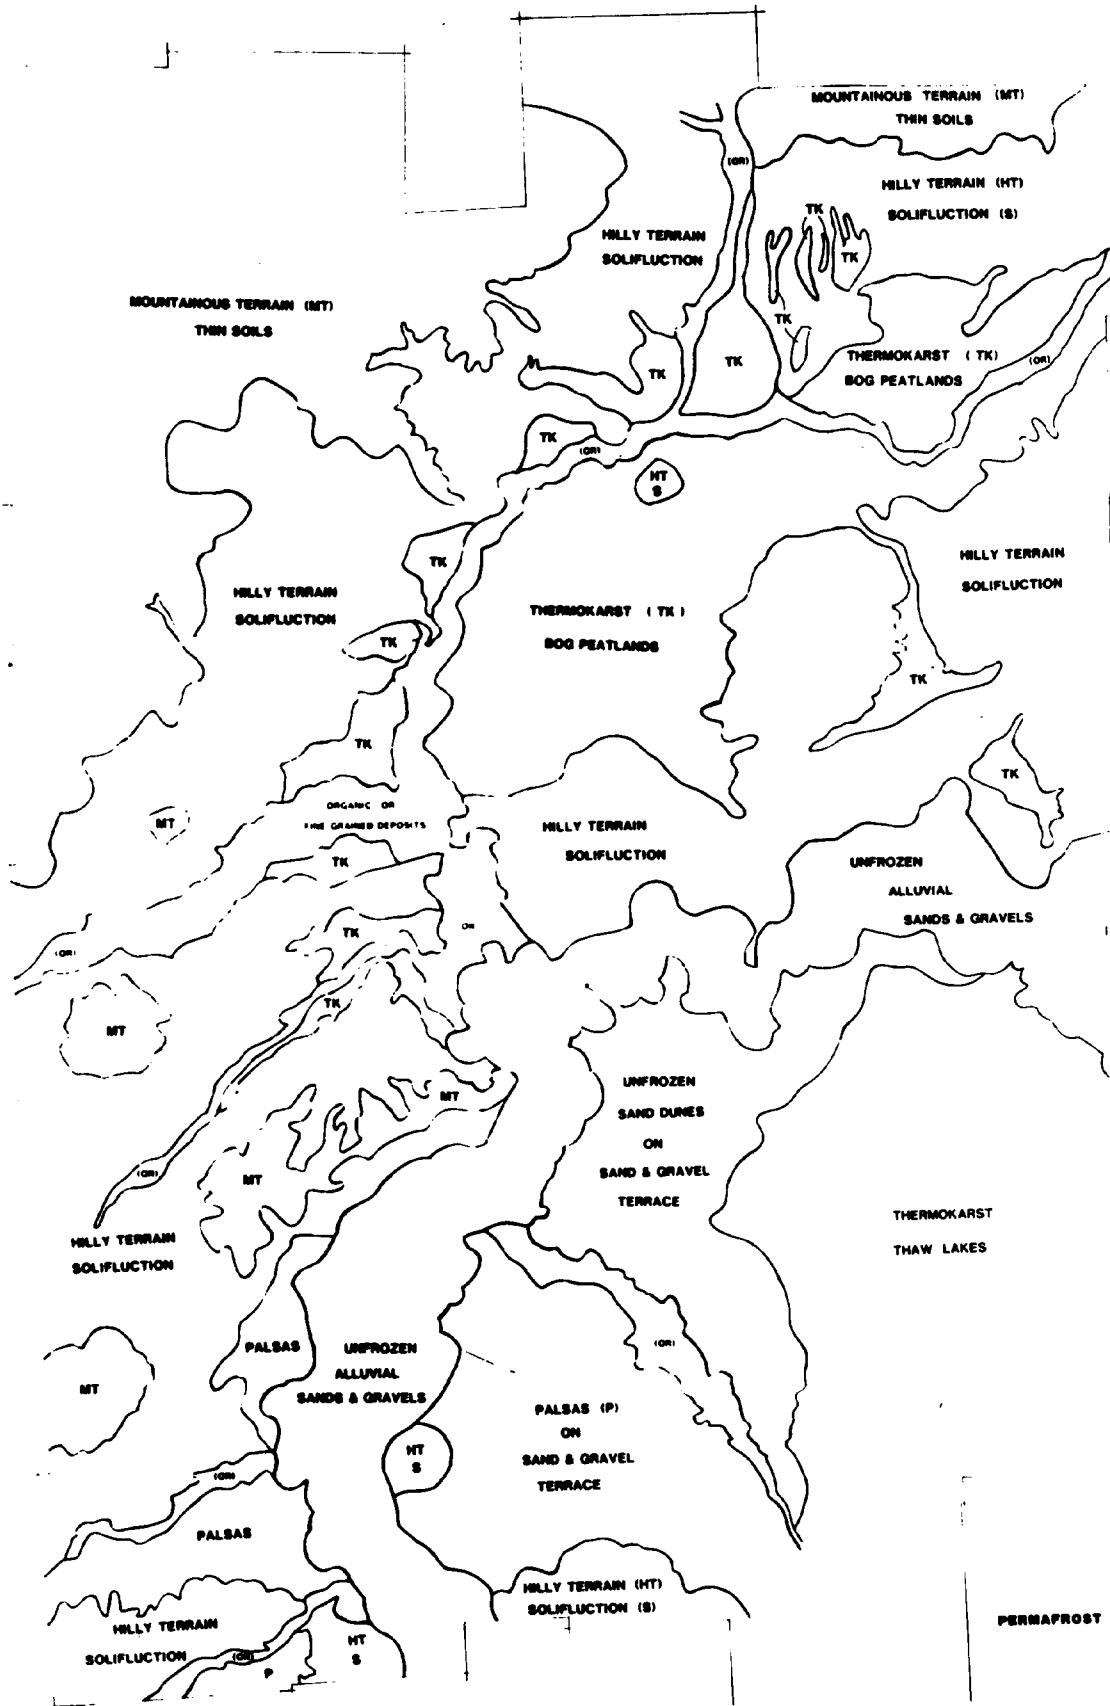 MOUNTAINOUS TERRAIN (MT)
THIN SOILS
(OR)
HILLY TERRAIN (HT)
SOLIFLUCTION (S)
TK
HILLY TERRAIN
SOLIFLUCTION
TK
MOUNTAINOUS TERRAIN (MT)
THIN SOILS
TK
THERMOKARST (TK)
BOG PEATLANDS
(OR)
TK
TK
TK
(OR)
HT
S
HILLY TERRAIN
SOLIFLUCTION
TK
HILLY TERRAIN
SOLIFLUCTION
THERMOKARST (TK)
BOG PEATLANDS
TK
TK
TK
TK
ORGANIC OR
FINE GRAINED DEPOSITS
MT
HILLY TERRAIN
SOLIFLUCTION
TK
UNFROZEN
ALLUVIAL
SANDS & GRAVELS
TK
OR
(OR)
TK
MT
UNFROZEN
SAND DUNES
ON
SAND & GRAVEL
TERRACE
MT
(OR)
MT
THERMOKARST
THAW LAKES
HILLY TERRAIN
SOLIFLUCTION
PALSAS
UNFROZEN
ALLUVIAL
SANDS & GRAVELS
(OR)
MT
PALSAS (P)
ON
SAND & GRAVEL
TERRACE
HT
S
(OR)
PALSAS
HILLY TERRAIN (HT)
SOLIFLUCTION (S)
PERMAFROST
HILLY TERRAIN
SOLIFLUCTION
(OR)
P
HT
S